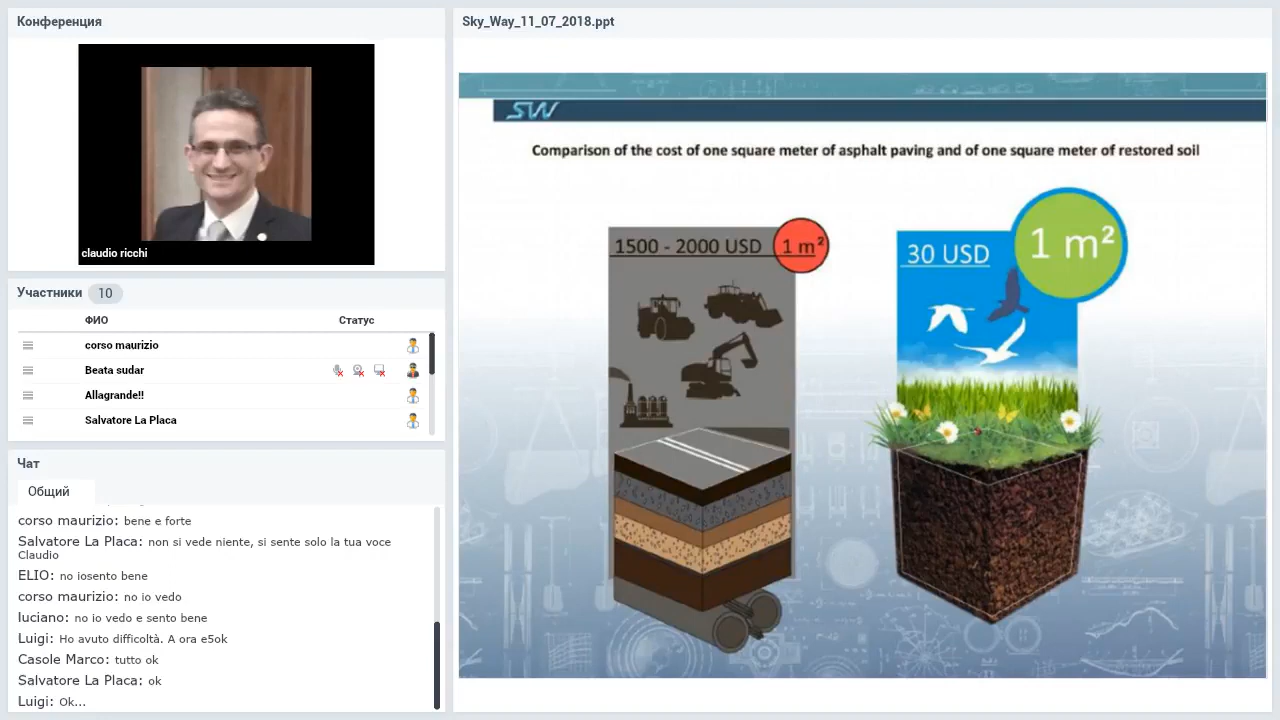 Конференция
claudio ricchi
Участники 10
ФИО Статус
corso maurizio
Beata sudar
Allagrande!!
Salvatore La Placa
Чат
Общий
corso maurizio: bene e forte
Salvatore La Placa: non si vede niente, si sente solo la tua voce
Claudio
ELIO: no iosento bene
corso maurizio: no io vedo
luciano: no io vedo e sento bene
Luigi: Ho avuto difficoltà. A ora e5ok
Casole Marco: tutto ok
Salvatore La Placa: ok
Luigi: Ok...
Sky_Way_11_07_2018.ppt
SW
Comparison of the cost of one square meter of asphalt paving and of one square meter of restored soil
1500 - 2000 USD 1 m²
30 USD 1 m²